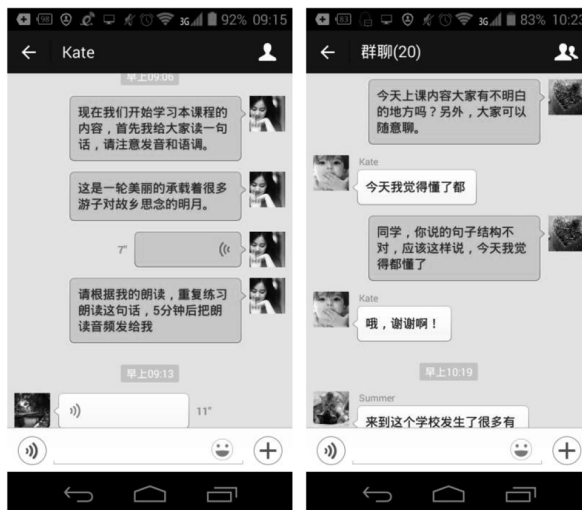 98
3G
92% 09:15
Kate
早上09:06
现在我们开始学习本课程的
内容，首先我给大家读一句
话，请注意发音和语调。
这是一轮美丽的承载着很多
游子对故乡思念的明月。
7"
请根据我的朗读，重复练习
朗读这句话，5分钟后把朗
读音频发给我
早上09:13
11"
83
3G
83% 10:23
群聊(20)
今天上课内容大家有不明白
的地方吗？另外，大家可以
随意聊。
Kate
今天我觉得懂了都
同学，你说的句子结构不
对，应该这样说，今天我觉
得都懂了
Kate
哦，谢谢啊！
早上10:19
Summer
来到这个学校发生了很多有